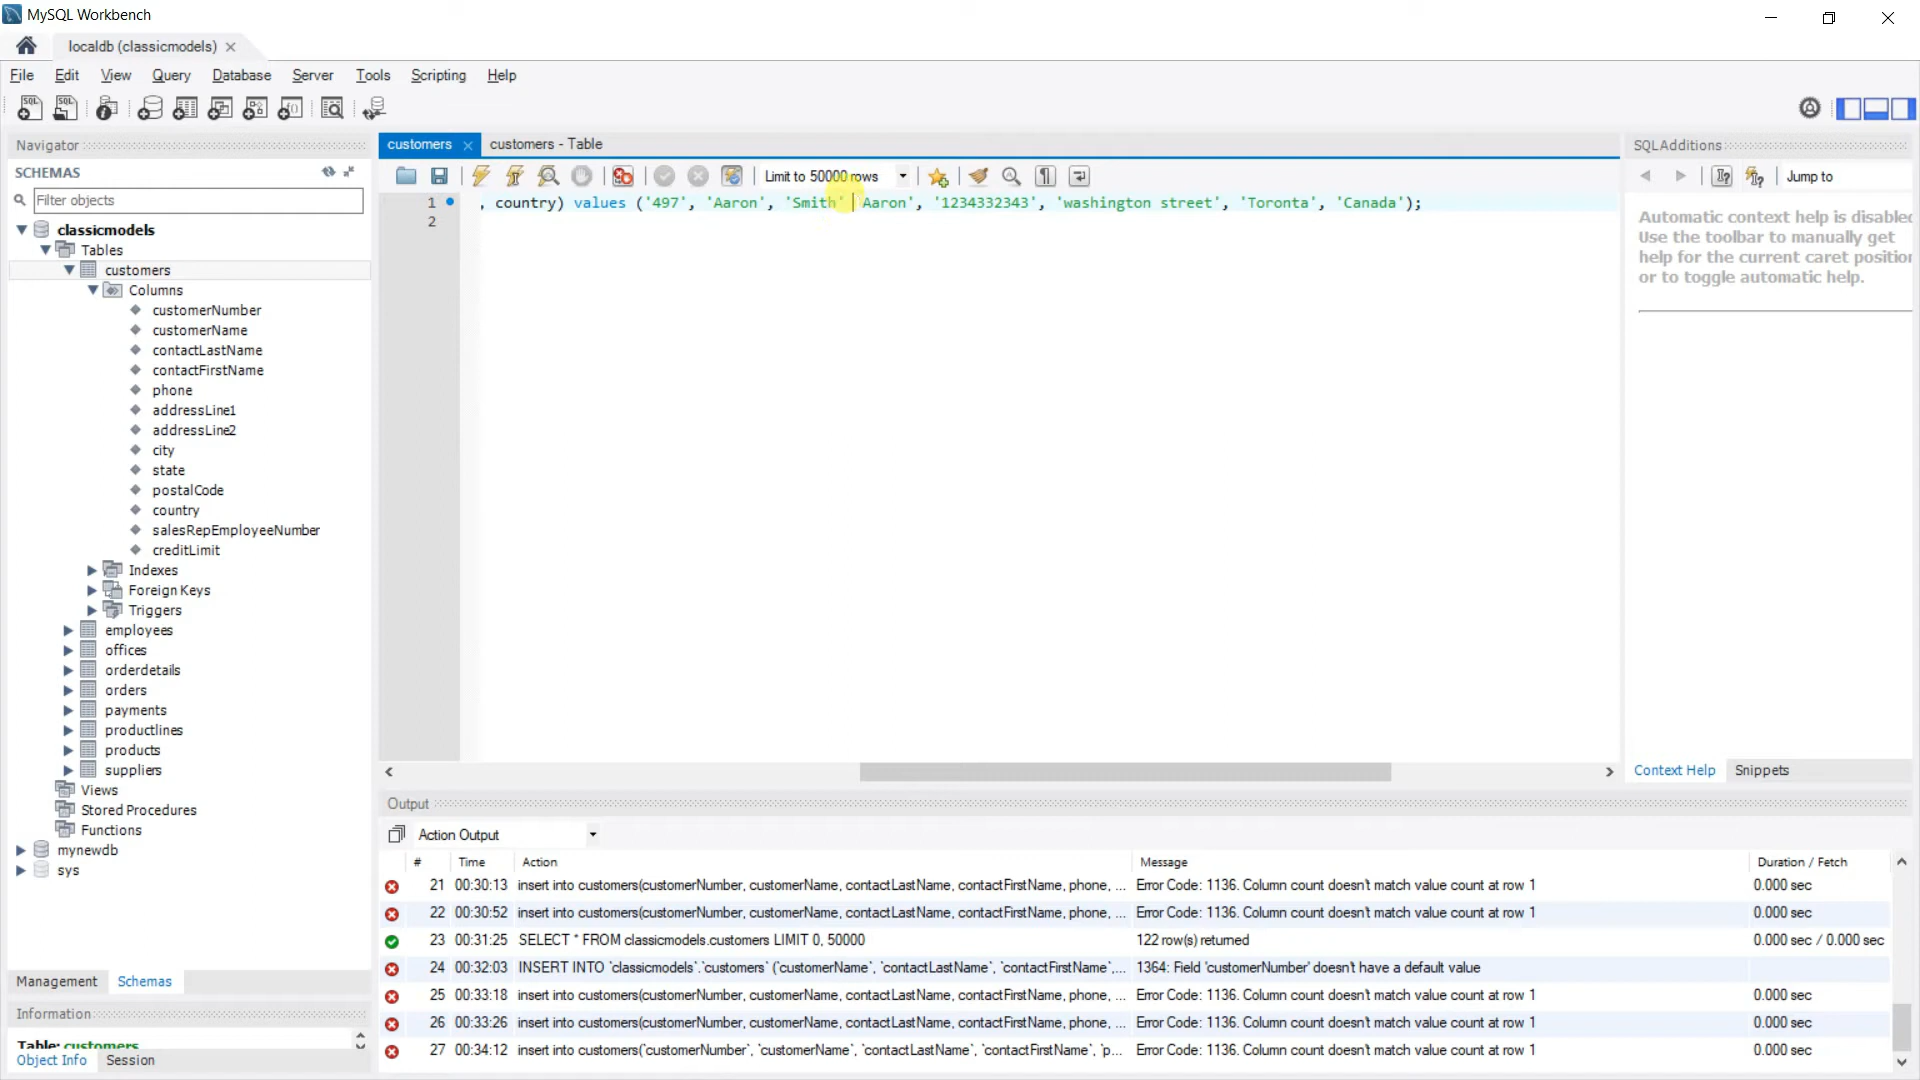 MySQL Workbench
localdb (classicmodels)
File Edit View Query Database Server Tools Scripting Help
Navigator
SCHEMAS
Filter objects
classicmodels
Tables
customers
Columns
customerNumber
customerName
contactLastName
contactFirstName
phone
addressLine1
addressLine2
city
state
postalCode
country
salesRepEmployeeNumber
creditLimit
Indexes
Foreign Keys
Triggers
employees
offices
orderdetails
orders
payments
productlines
products
suppliers
Views
Stored Procedures
Functions
mynewdb
sys
Management Schemas
Information
Table: customers
Object Info Session
customers customers - Table
Limit to 50000 rows
1 , country) values ('497', 'Aaron', 'Smith' Aaron', '1234332343', 'washington street', 'Toronta', 'Canada');
2
SQLAdditions
Jump to
Automatic context help is disabled
Use the toolbar to manually get
help for the current caret position
or to toggle automatic help.
Context Help Snippets
Output
Action Output
# Time Action Message Duration / Fetch
21 00:30:13 insert into customers(customerNumber, customerName, contactLastName, contactFirstName, phone, ... Error Code: 1136. Column count doesn't match value count at row 1 0.000 sec
22 00:30:52 insert into customers(customerNumber, customerName, contactLastName, contactFirstName, phone, ... Error Code: 1136. Column count doesn't match value count at row 1 0.000 sec
23 00:31:25 SELECT * FROM classicmodels.customers LIMIT 0, 50000 122 row(s) returned 0.000 sec / 0.000 sec
24 00:32:03 INSERT INTO `classicmodels`.`customers` (`customerName`, `contactLastName`, `contactFirstName`,... 1364: Field 'customerNumber' doesn't have a default value
25 00:33:18 insert into customers(customerNumber, customerName, contactLastName, contactFirstName, phone, ... Error Code: 1136. Column count doesn't match value count at row 1 0.000 sec
26 00:33:26 insert into customers(customerNumber, customerName, contactLastName, contactFirstName, phone, ... Error Code: 1136. Column count doesn't match value count at row 1 0.000 sec
27 00:34:12 insert into customers(`customerNumber`, `customerName`, `contactLastName`, `contactFirstName`, `p... Error Code: 1136. Column count doesn't match value count at row 1 0.000 sec